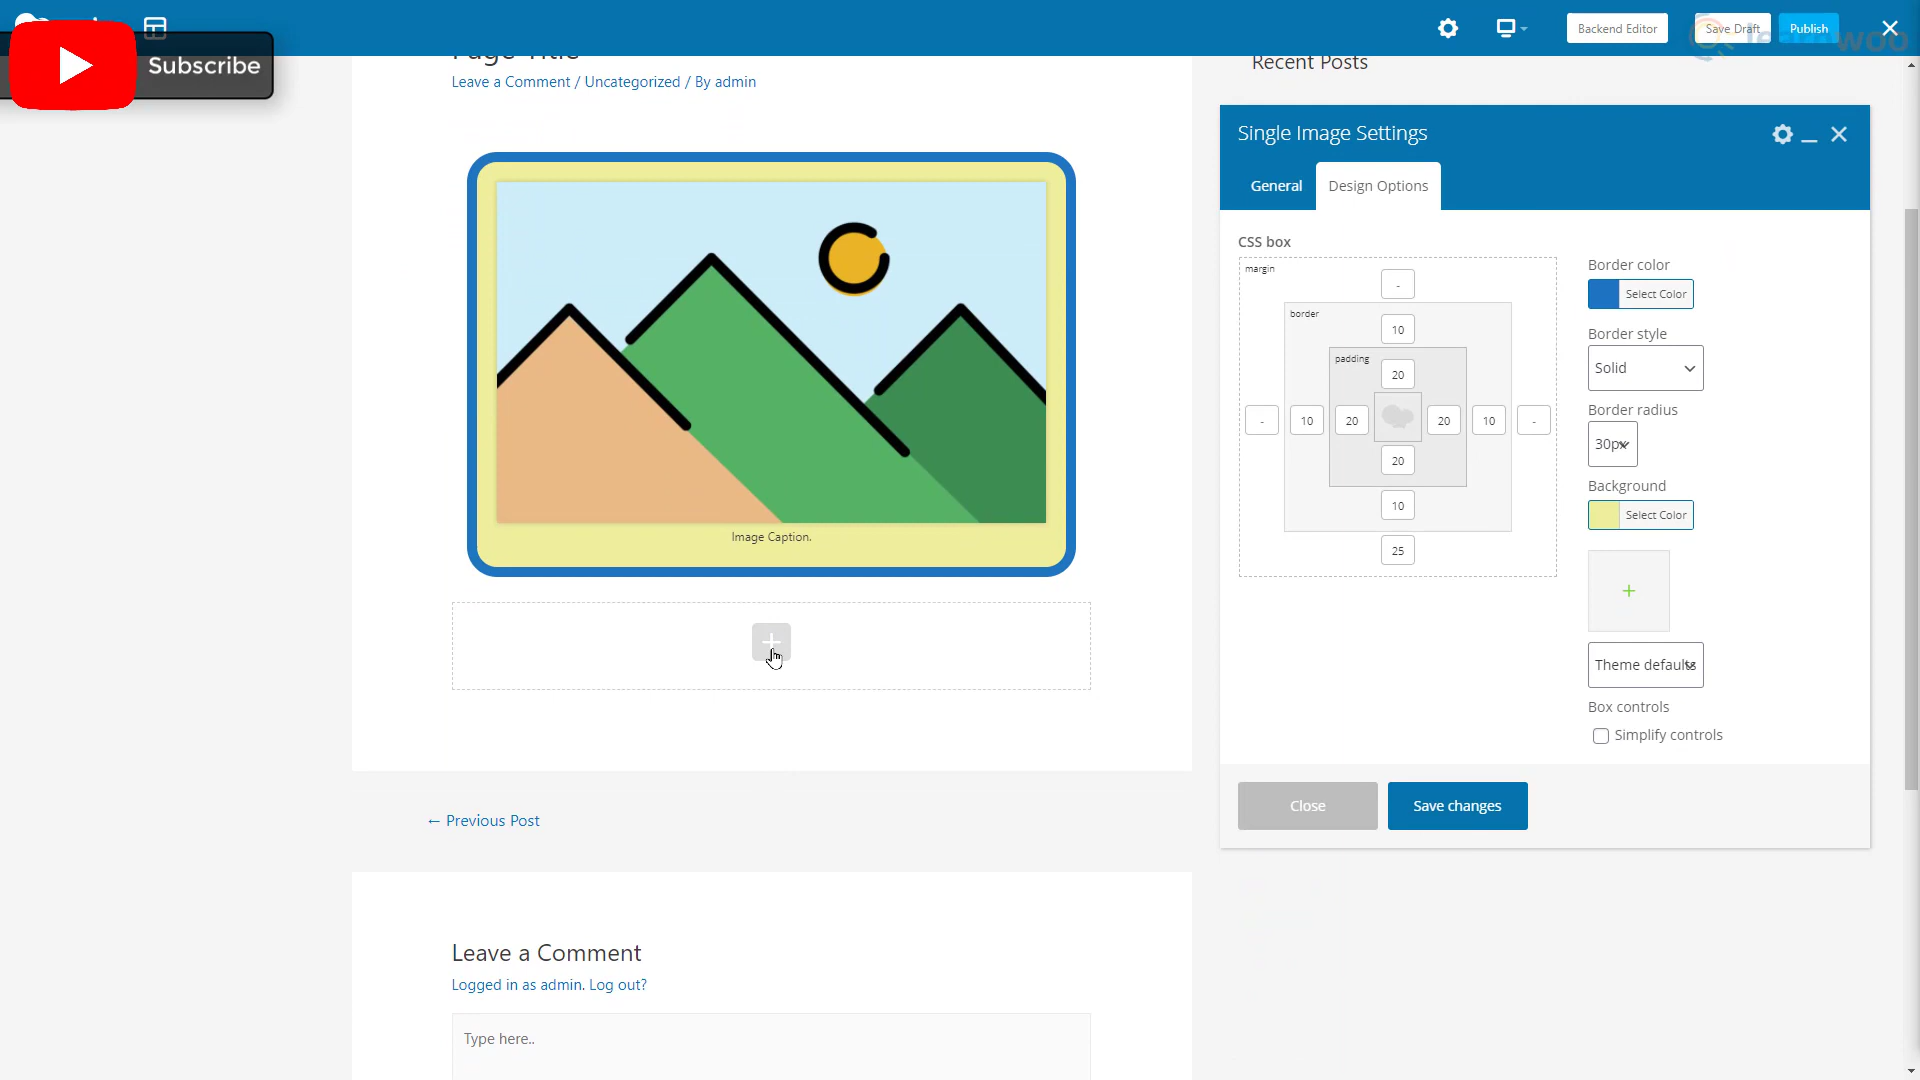 Subscribe
Backend Editor
Save Draft
Publish
Page Title
Leave a Comment / Uncategorized / By admin
Recent Posts
Single Image Settings
General
Design Options
CSS box
margin
-
border
10
padding
20
-
10
20
20
10
-
20
10
25
Border color
Select Color
Border style
Solid
Border radius
30px
Background
Select Color
+
Theme defaults
Box controls
Simplify controls
Close
Save changes
Image Caption.
← Previous Post
Leave a Comment
Logged in as admin. Log out?
Type here..